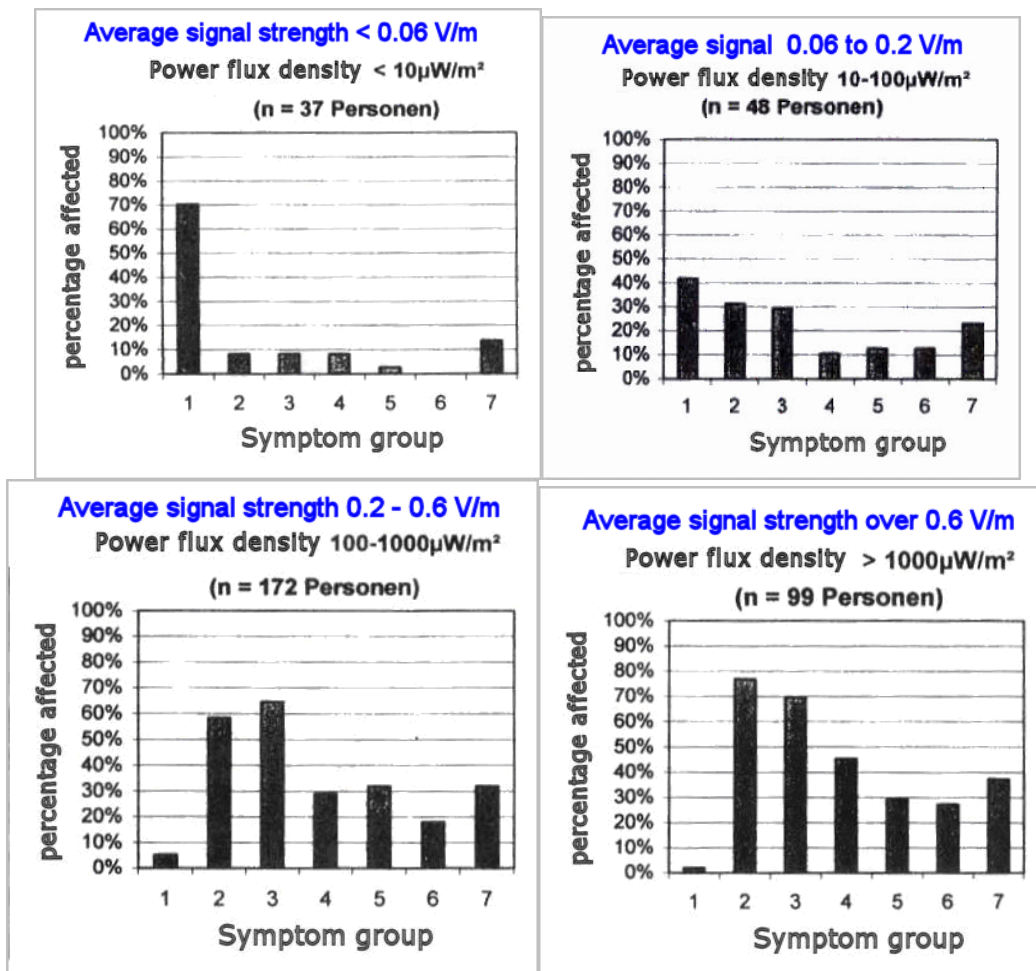 Average signal strength < 0.06 V/m
Power flux density < 10µW/m²
(n = 37 Personen)
percentage affected
100%
90%
80%
70%
60%
50%
40%
30%
20%
10%
0%
1 2 3 4 5 6 7
Symptom group
Average signal 0.06 to 0.2 V/m
Power flux density 10-100µW/m²
(n = 48 Personen)
percentage affected
100%
90%
80%
70%
60%
50%
40%
30%
20%
10%
0%
1 2 3 4 5 6 7
Symptom group
Average signal strength 0.2 - 0.6 V/m
Power flux density 100-1000µW/m²
(n = 172 Personen)
percentage affected
100%
90%
80%
70%
60%
50%
40%
30%
20%
10%
0%
1 2 3 4 5 6 7
Symptom group
Average signal strength over 0.6 V/m
Power flux density > 1000µW/m²
(n = 99 Personen)
percentage affected
100%
90%
80%
70%
60%
50%
40%
30%
20%
10%
0%
1 2 3 4 5 6 7
Symptom group